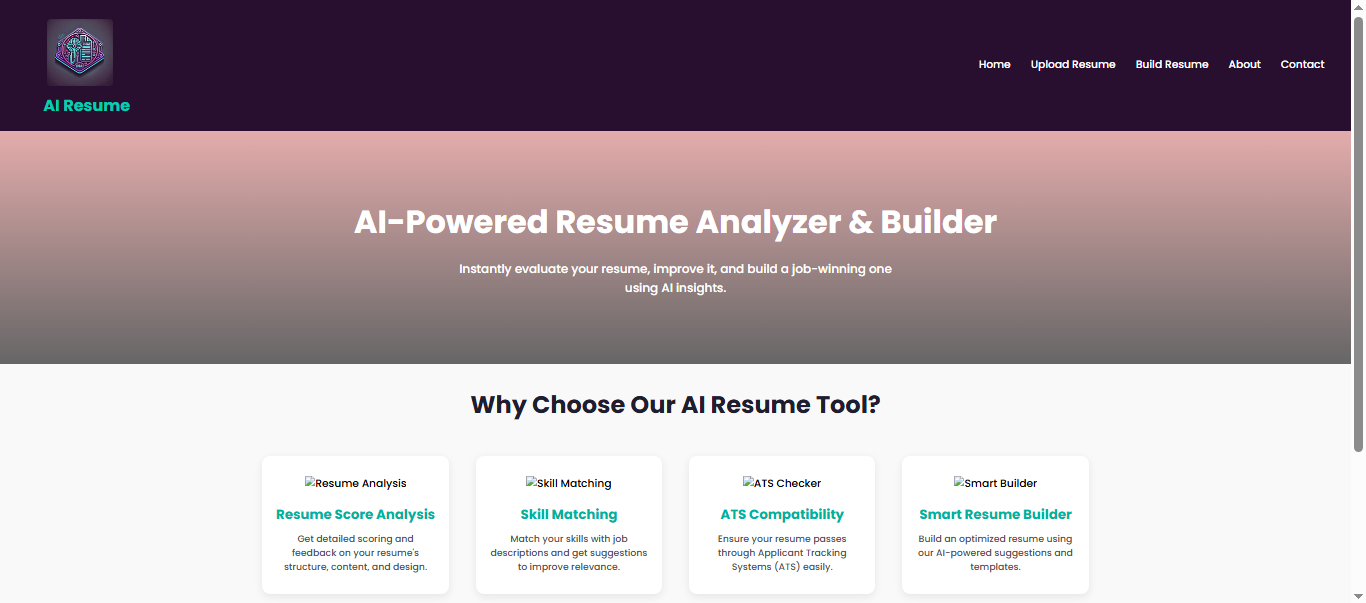 AI Resume
Home Upload Resume Build Resume About Contact
AI-Powered Resume Analyzer & Builder
Instantly evaluate your resume, improve it, and build a job-winning one
using AI insights.
Why Choose Our AI Resume Tool?
Resume Analysis
Resume Score Analysis
Get detailed scoring and
feedback on your resume's
structure, content, and design.
Skill Matching
Skill Matching
Match your skills with job
descriptions and get suggestions
to improve relevance.
ATS Checker
ATS Compatibility
Ensure your resume passes
through Applicant Tracking
Systems (ATS) easily.
Smart Builder
Smart Resume Builder
Build an optimized resume using
our AI-powered suggestions and
templates.